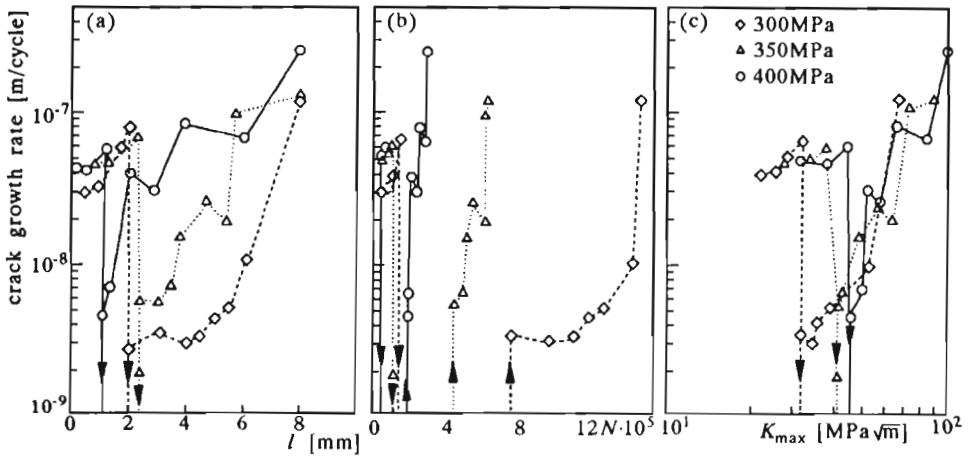 (a)
(b)
(c)
300MPa
350MPa
400MPa
crack growth rate [m/cycle]
10⁻⁷
10⁻⁸
10⁻⁹
0 2 4 6 8
l [mm]
0 4 8 12 N·10⁵
10¹ 10²
Kmax [MPa√m]